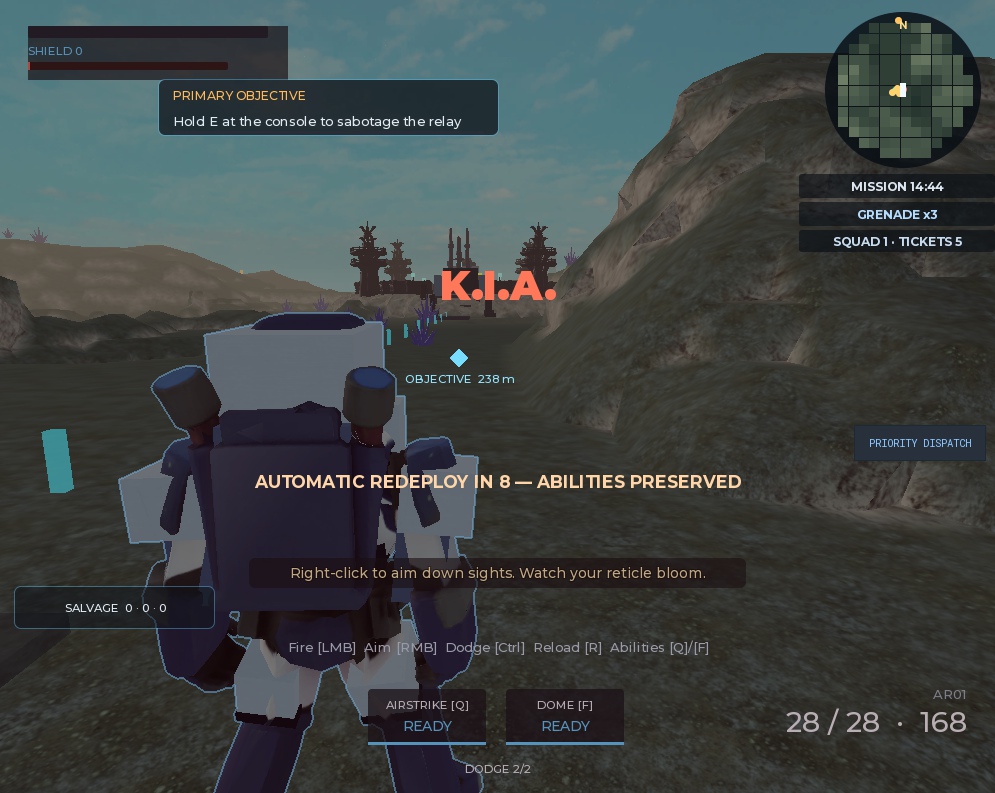 SHIELD 0
PRIMARY OBJECTIVE
Hold E at the console to sabotage the relay
N
MISSION 14:44
GRENADE x3
SQUAD 1 · TICKETS 5
K.I.A.
OBJECTIVE 238 m
PRIORITY DISPATCH
AUTOMATIC REDEPLOY IN 8 — ABILITIES PRESERVED
Right-click to aim down sights. Watch your reticle bloom.
SALVAGE 0 · 0 · 0
Fire [LMB] Aim [RMB] Dodge [Ctrl] Reload [R] Abilities [Q]/[F]
AIRSTRIKE [Q]
READY
DOME [F]
READY
AR01
28 / 28 · 168
DODGE 2/2